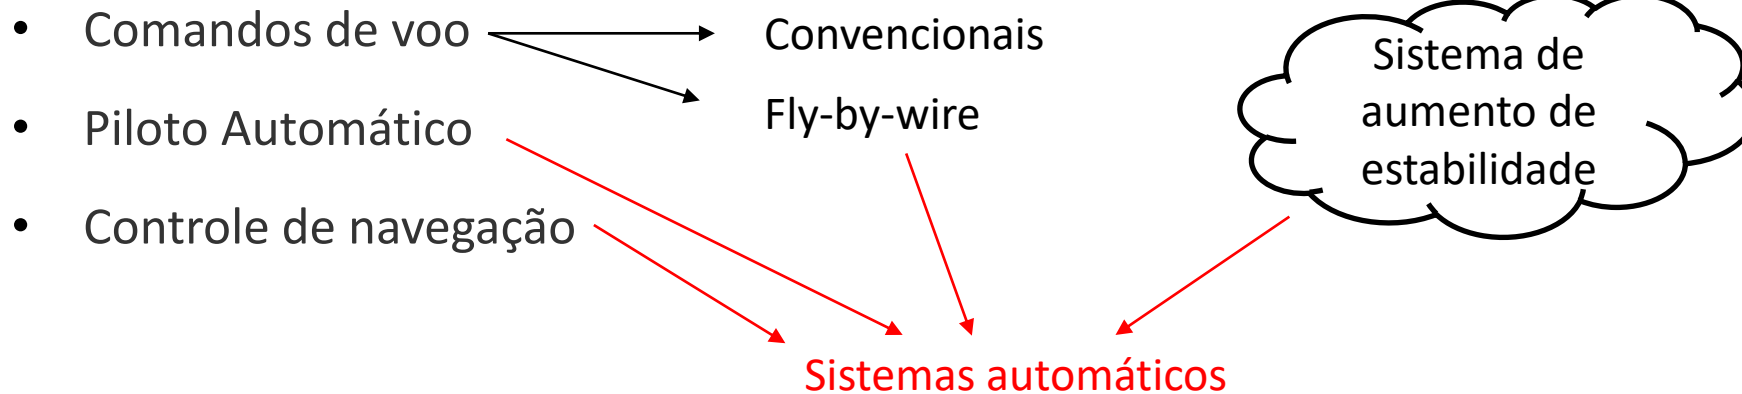 • Comandos de voo
• Piloto Automático
• Controle de navegação
Convencionais
Fly-by-wire
Sistema de
aumento de
estabilidade
Sistemas automáticos